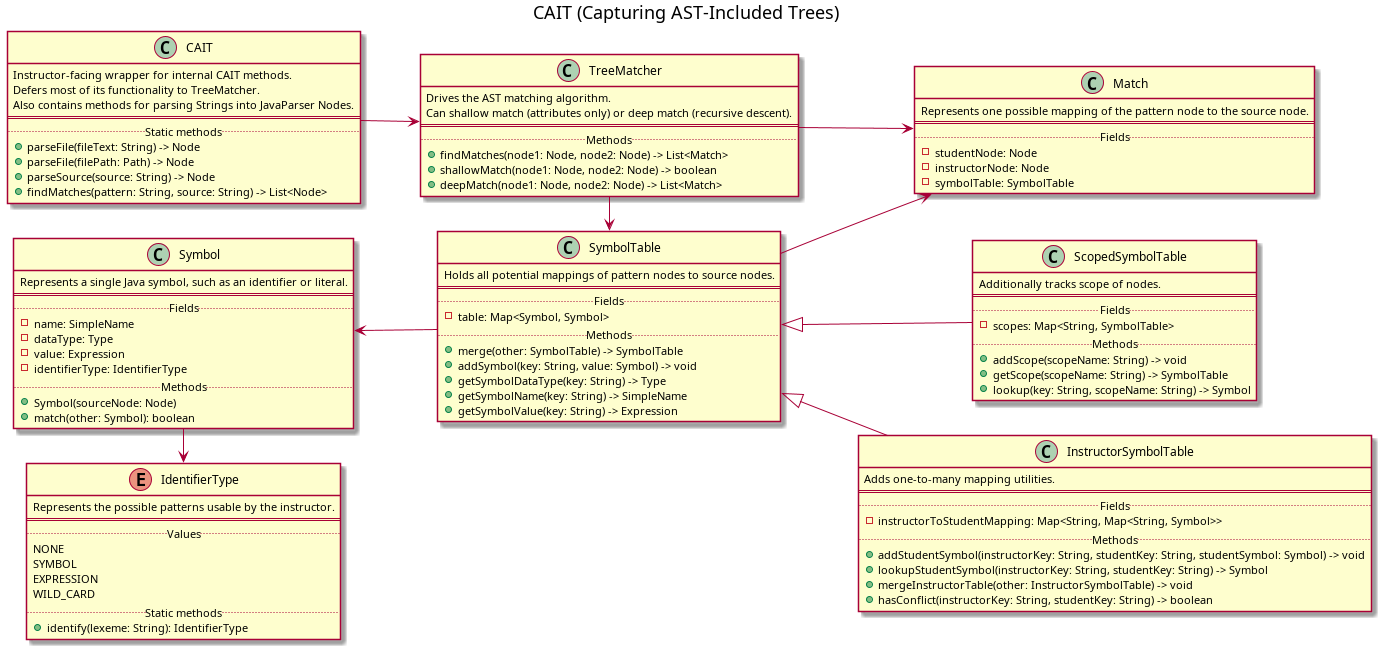 CAIT (Capturing AST-Included Trees)
C CAIT
Instructor-facing wrapper for internal CAIT methods.
Defers most of its functionality to TreeMatcher.
Also contains methods for parsing Strings into JavaParser Nodes.
Static methods
parseFile(fileText: String) -> Node
parseFile(filePath: Path) -> Node
parseSource(source: String) -> Node
findMatches(pattern: String, source: String) -> List<Node>
C TreeMatcher
Drives the AST matching algorithm.
Can shallow match (attributes only) or deep match (recursive descent).
Methods
findMatches(node1: Node, node2: Node) -> List<Match>
shallowMatch(node1: Node, node2: Node) -> boolean
deepMatch(node1: Node, node2: Node) -> List<Match>
C Match
Represents one possible mapping of the pattern node to the source node.
Fields
studentNode: Node
instructorNode: Node
symbolTable: SymbolTable
C Symbol
Represents a single Java symbol, such as an identifier or literal.
Fields
name: SimpleName
dataType: Type
value: Expression
identifierType: IdentifierType
Methods
Symbol(sourceNode: Node)
match(other: Symbol): boolean
C SymbolTable
Holds all potential mappings of pattern nodes to source nodes.
Fields
table: Map<Symbol, Symbol>
Methods
merge(other: SymbolTable) -> SymbolTable
addSymbol(key: String, value: Symbol) -> void
getSymbolDataType(key: String) -> Type
getSymbolName(key: String) -> SimpleName
getSymbolValue(key: String) -> Expression
C ScopedSymbolTable
Additionally tracks scope of nodes.
Fields
scopes: Map<String, SymbolTable>
Methods
addScope(scopeName: String) -> void
getScope(scopeName: String) -> SymbolTable
lookup(key: String, scopeName: String) -> Symbol
E IdentifierType
Represents the possible patterns usable by the instructor.
Values
NONE
SYMBOL
EXPRESSION
WILD_CARD
Static methods
identify(lexeme: String): IdentifierType
C InstructorSymbolTable
Adds one-to-many mapping utilities.
Fields
instructorToStudentMapping: Map<String, Map<String, Symbol>>
Methods
addStudentSymbol(instructorKey: String, studentKey: String, studentSymbol: Symbol) -> void
lookupStudentSymbol(instructorKey: String, studentKey: String) -> Symbol
mergeInstructorTable(other: InstructorSymbolTable) -> void
hasConflict(instructorKey: String, studentKey: String) -> boolean